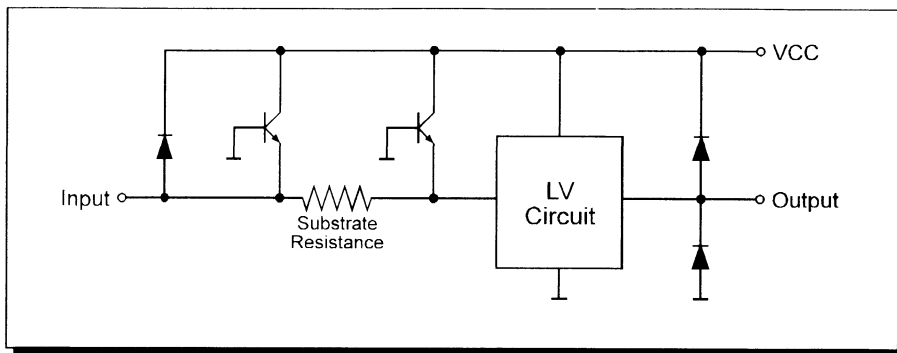 VCC
Input
Substrate
Resistance
LV
Circuit
Output